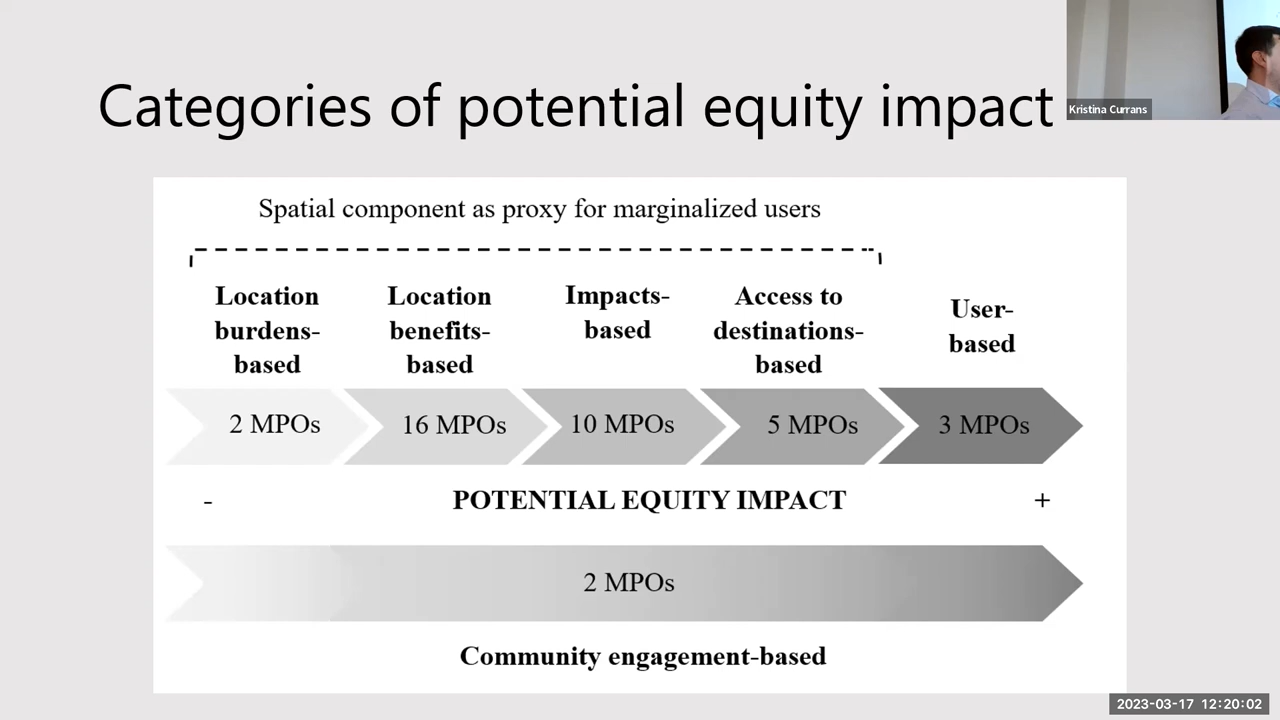 Categories of potential equity impact
Kristina Currans
Spatial component as proxy for marginalized users
Location
burdens-
based
Location
benefits-
based
Impacts-
based
Access to
destinations-
based
User-
based
2 MPOs
16 MPOs
10 MPOs
5 MPOs
3 MPOs
-
POTENTIAL EQUITY IMPACT
+
2 MPOs
Community engagement-based
2023-03-17 12:20:02